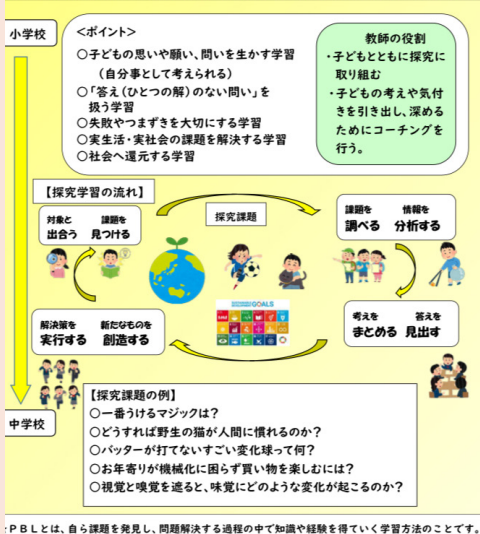 小学校
<ポイント>
○子どもの思いや願い、問いを生かす学習
（自分事として考えられる）
○「答え（ひとつの解）のない問い」を
扱う学習
○失敗やつまずきを大切にする学習
○実生活・実社会の課題を解決する学習
○社会へ還元する学習
教師の役割
・子どもとともに探究に
取り組む
・子どもの考えや気付
きを引き出し、深める
ためにコーチングを
行う。
【探究学習の流れ】
対象と 課題を
出合う 見つける
探究課題
課題を 情報を
調べる 分析する
GOALS
解決策を 新たなものを
実行する 創造する
考えを 答えを
まとめる 見出す
中学校
【探究課題の例】
○一番うけるマジックは？
○どうすれば野生の猫が人間に慣れるのか？
○バッターが打てないすごい変化球って何？
○お年寄りが機械化に困らず買い物を楽しむには？
○視覚と嗅覚を遮ると、味覚にどのような変化が起こるのか？
ＰＢＬとは、自ら課題を発見し、問題解決する過程の中で知識や経験を得ていく学習方法のことです。